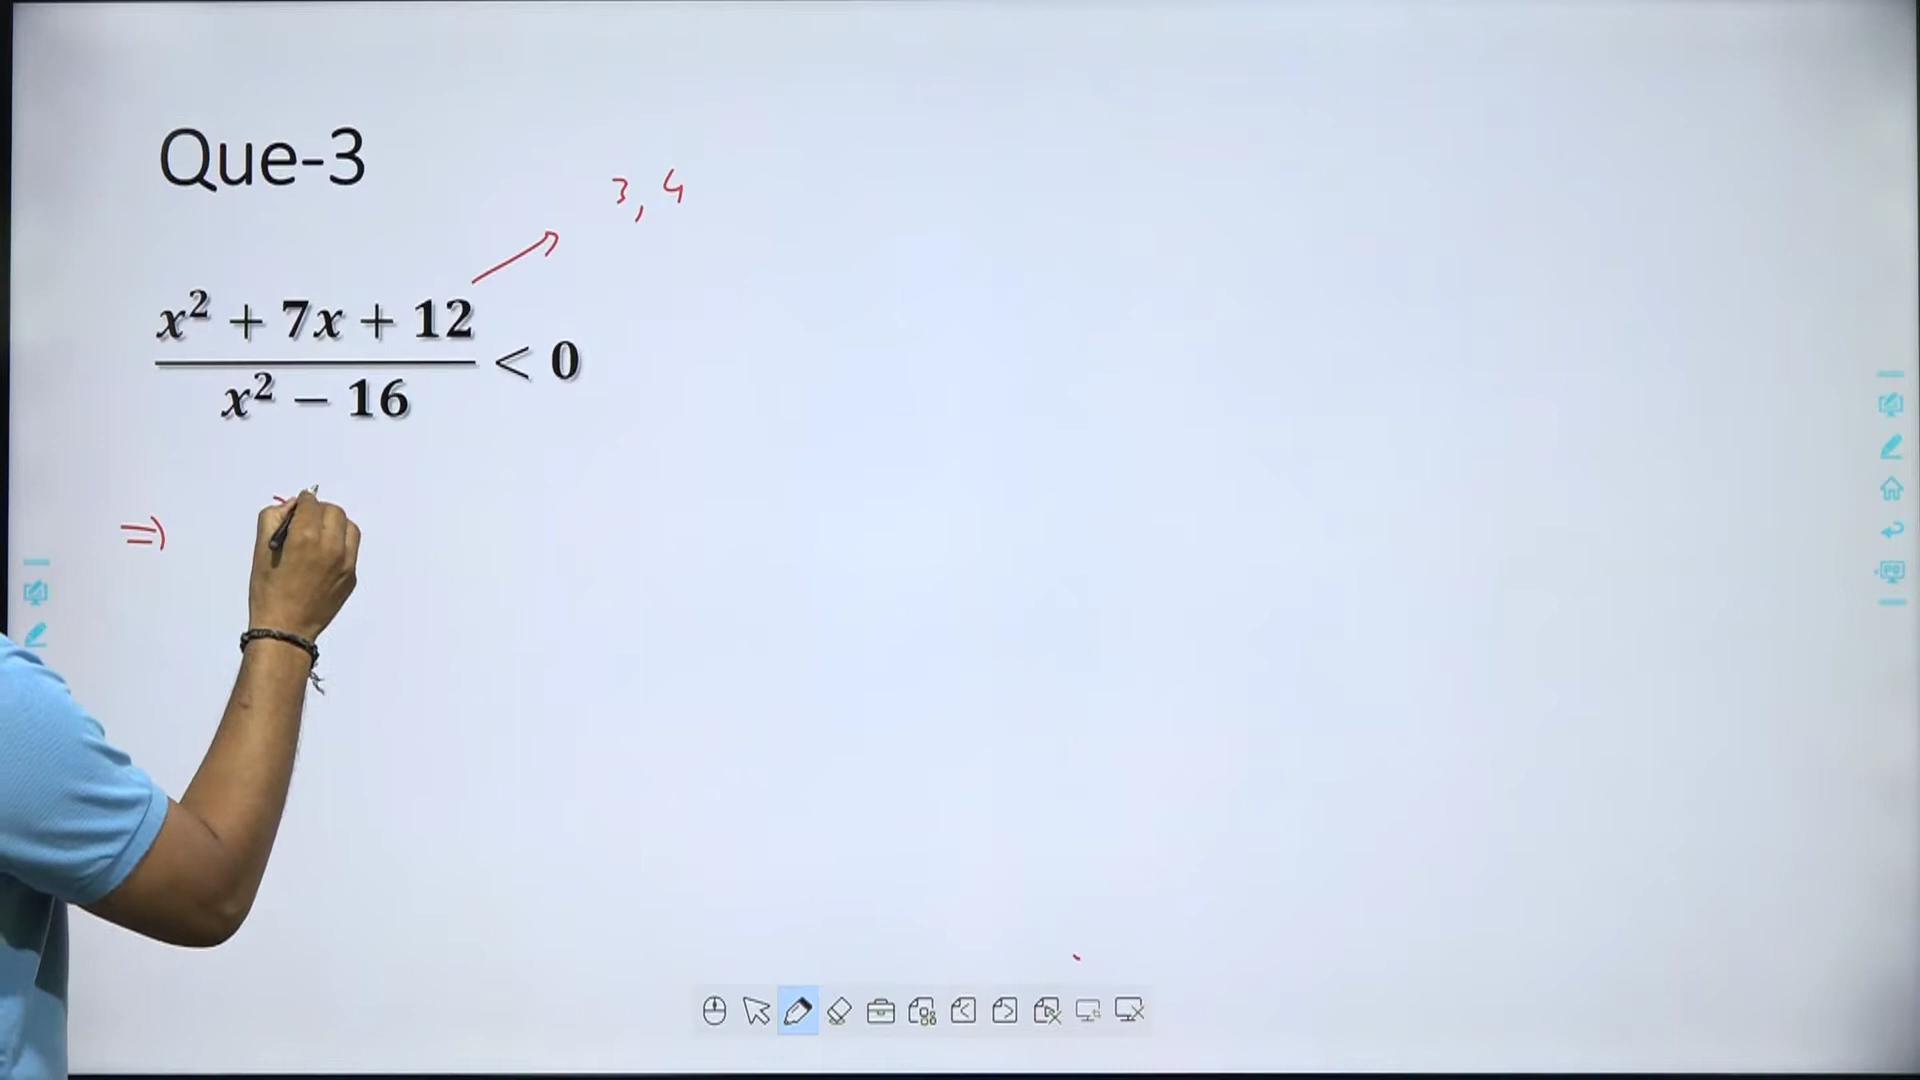 Que-3
3, 4
x² + 7x + 12
——————— < 0
x² − 16
⇒